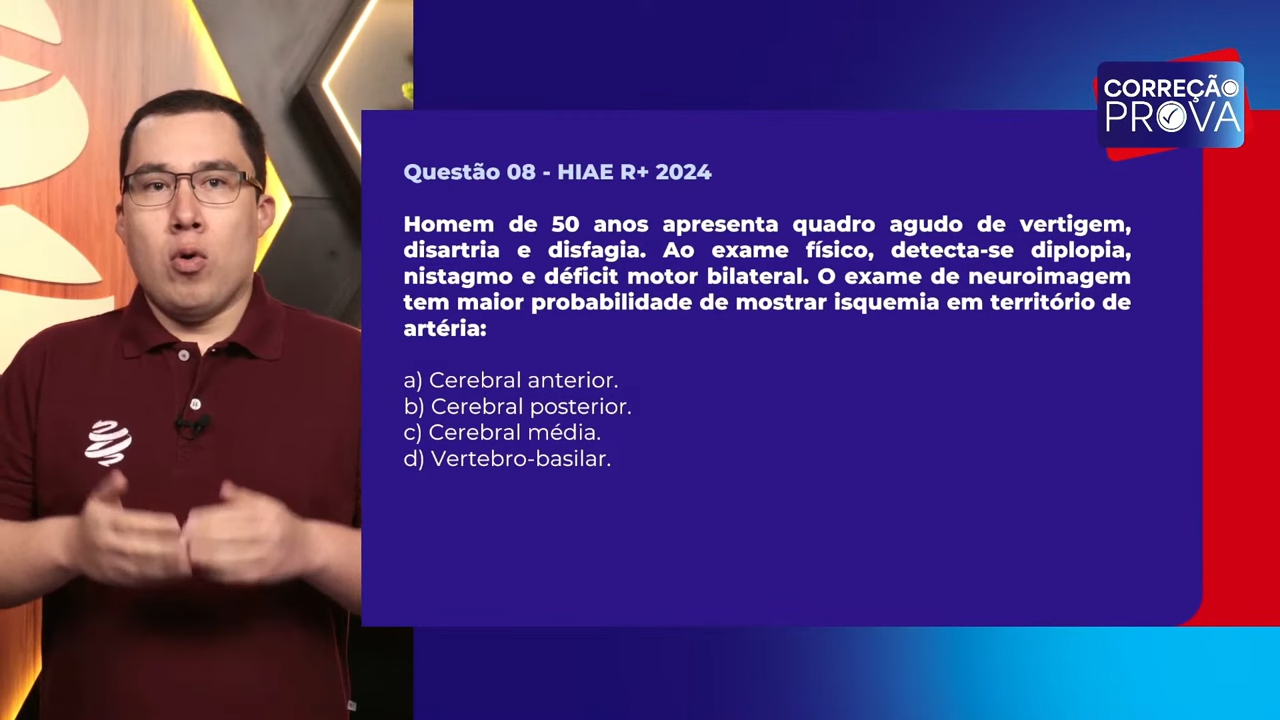 CORREÇÃO
PROVA
Questão 08 - HIAE R+ 2024
Homem de 50 anos apresenta quadro agudo de vertigem,
disartria e disfagia. Ao exame físico, detecta-se diplopia,
nistagmo e déficit motor bilateral. O exame de neuroimagem
tem maior probabilidade de mostrar isquemia em território de
artéria:
a) Cerebral anterior.
b) Cerebral posterior.
c) Cerebral média.
d) Vertebro-basilar.